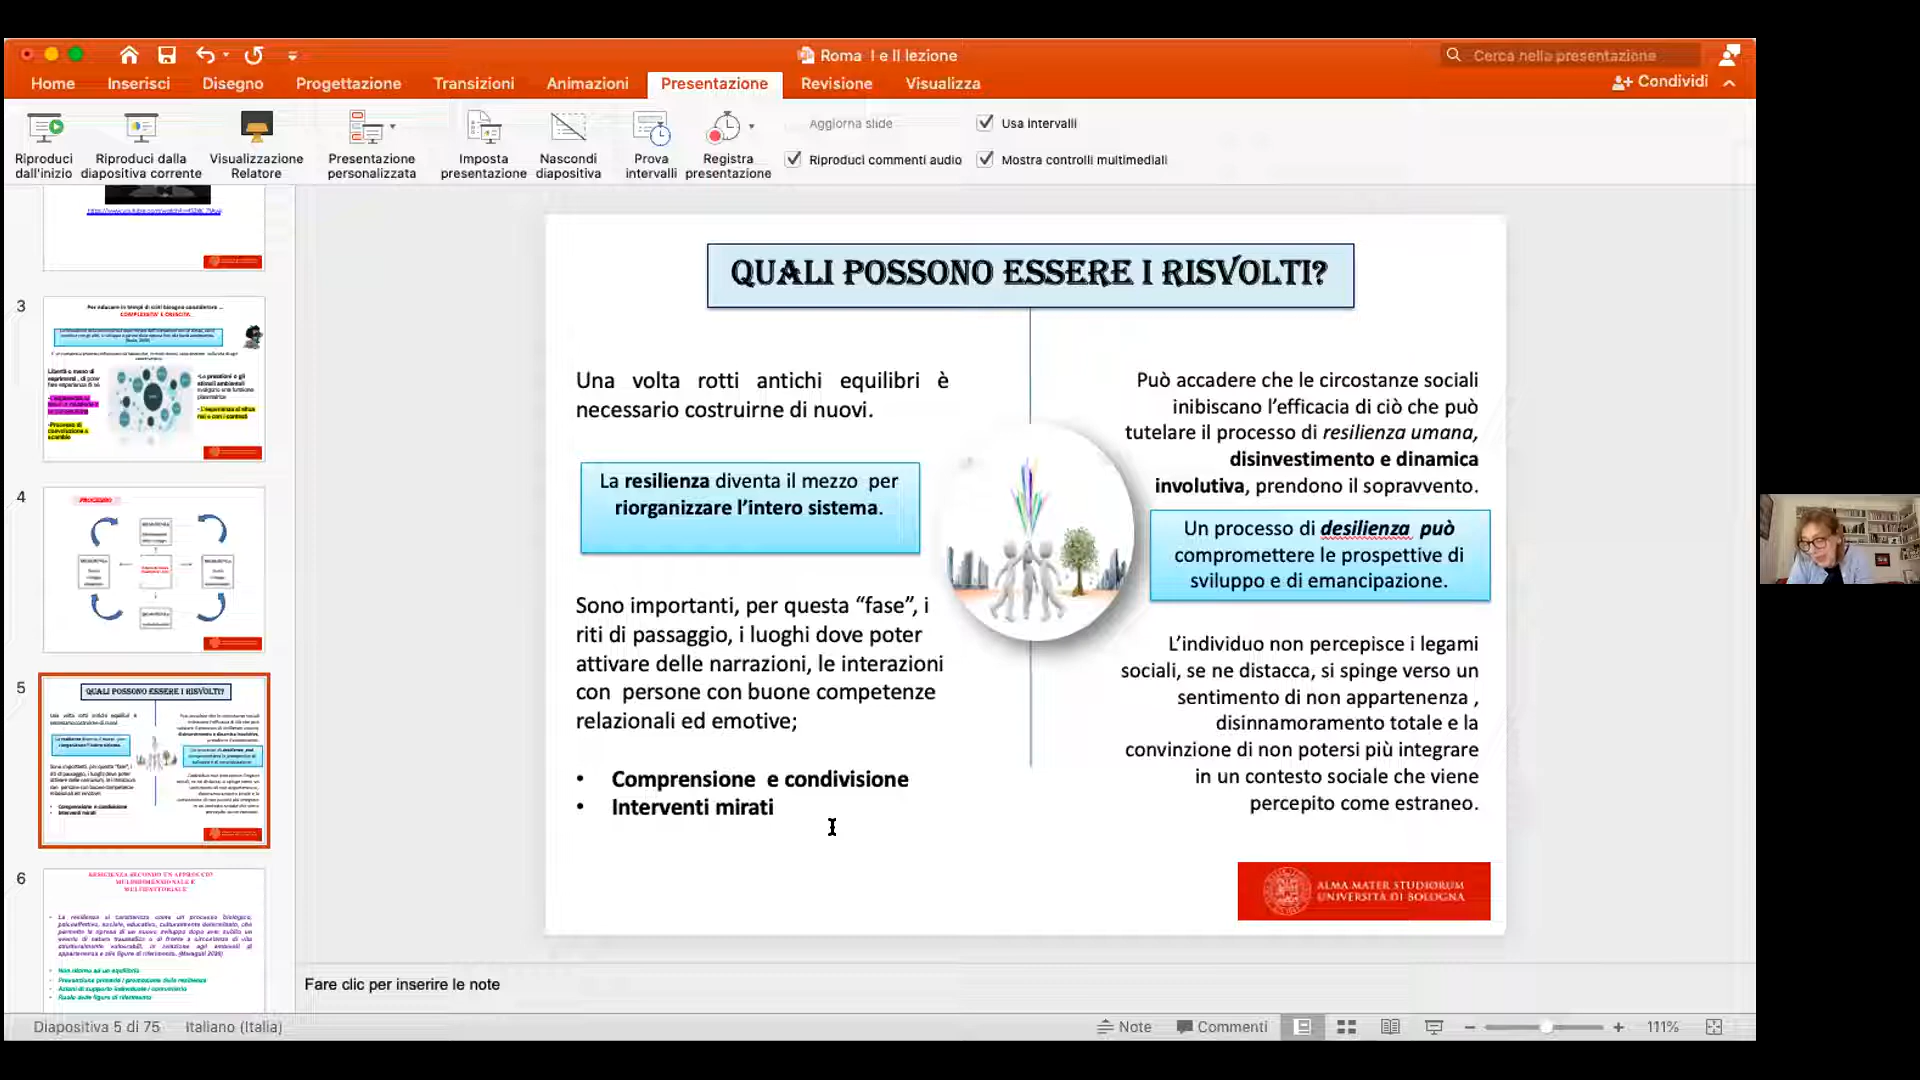 Roma I e II lezione
Cerca nella presentazione
Home Inserisci Disegno Progettazione Transizioni Animazioni Presentazione Revisione Visualizza
Condividi
Riproduci dall'inizio
Riproduci dalla diapositiva corrente
Visualizzazione Relatore
Presentazione personalizzata
Imposta presentazione
Nascondi diapositiva
Prova intervalli
Registra presentazione
Aggiorna slide
Riproduci commenti audio
Usa intervalli
Mostra controlli multimediali
3
4
PROCESSO
5
6
QUALI POSSONO ESSERE I RISVOLTI?
Una volta rotti antichi equilibri è
necessario costruirne di nuovi.
La resilienza diventa il mezzo per
riorganizzare l'intero sistema.
Sono importanti, per questa “fase”, i
riti di passaggio, i luoghi dove poter
attivare delle narrazioni, le interazioni
con persone con buone competenze
relazionali ed emotive;
• Comprensione e condivisione
• Interventi mirati
Può accadere che le circostanze sociali
inibiscano l'efficacia di ciò che può
tutelare il processo di resilienza umana,
disinvestimento e dinamica
involutiva, prendono il sopravvento.
Un processo di desilienza può
compromettere le prospettive di
sviluppo e di emancipazione.
L'individuo non percepisce i legami
sociali, se ne distacca, si spinge verso un
sentimento di non appartenenza ,
disinnamoramento totale e la
convinzione di non potersi più integrare
in un contesto sociale che viene
percepito come estraneo.
ALMA MATER STUDIORUM
UNIVERSITÀ DI BOLOGNA
Fare clic per inserire le note
Diapositiva 5 di 75 Italiano (Italia)
Note Commenti 111%